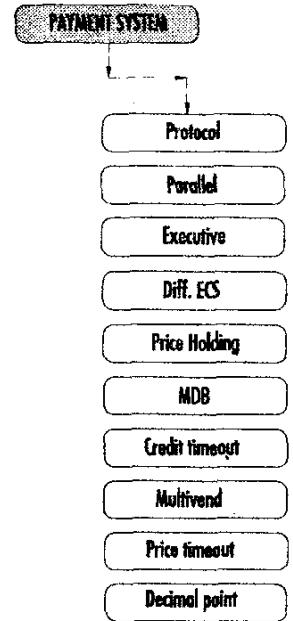 PAYMENT SYSTEM
Protocol
Parallel
Executive
Diff. ECS
Price Holding
MDB
Credit timeout
Multivend
Price timeout
Decimal point